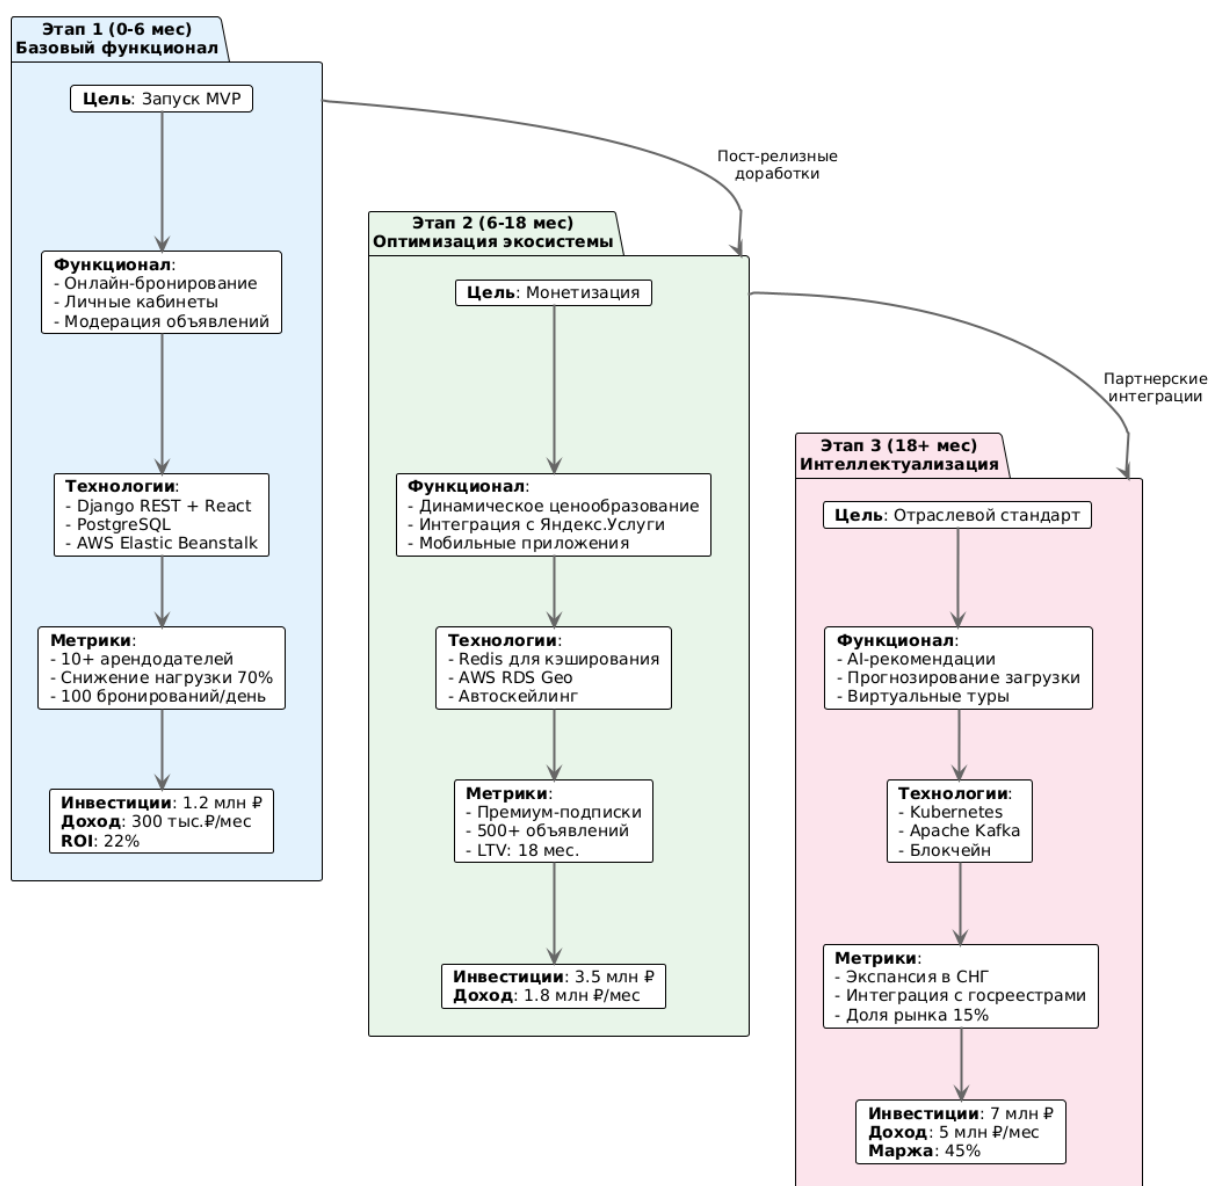 Этап 1 (0-6 мес)
Базовый функционал
Цель: Запуск MVP
Функционал:
- Онлайн-бронирование
- Личные кабинеты
- Модерация объявлений
Технологии:
- Django REST + React
- PostgreSQL
- AWS Elastic Beanstalk
Метрики:
- 10+ арендодателей
- Снижение нагрузки 70%
- 100 бронирований/день
Инвестиции: 1.2 млн ₽
Доход: 300 тыс.₽/мес
ROI: 22%
Пост-релизные
доработки
Этап 2 (6-18 мес)
Оптимизация экосистемы
Цель: Монетизация
Функционал:
- Динамическое ценообразование
- Интеграция с Яндекс.Услуги
- Мобильные приложения
Технологии:
- Redis для кэширования
- AWS RDS Geo
- Автоскейлинг
Метрики:
- Премиум-подписки
- 500+ объявлений
- LTV: 18 мес.
Инвестиции: 3.5 млн ₽
Доход: 1.8 млн ₽/мес
Партнерские
интеграции
Этап 3 (18+ мес)
Интеллектуализация
Цель: Отраслевой стандарт
Функционал:
- AI-рекомендации
- Прогнозирование загрузки
- Виртуальные туры
Технологии:
- Kubernetes
- Apache Kafka
- Блокчейн
Метрики:
- Экспансия в СНГ
- Интеграция с госреестрами
- Доля рынка 15%
Инвестиции: 7 млн ₽
Доход: 5 млн ₽/мес
Маржа: 45%